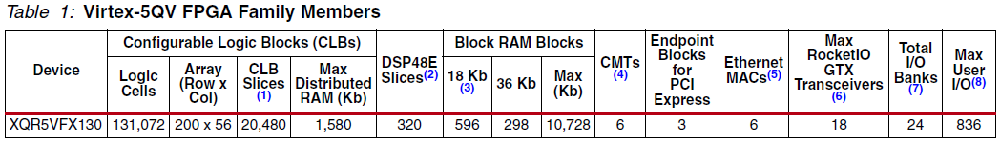 Table 1: Virtex-5QV FPGA Family Members
Device
Configurable Logic Blocks (CLBs)
Logic
Cells
Array
(Row x
Col)
CLB
Slices
(1)
Max
Distributed
RAM (Kb)
DSP48E
Slices(2)
Block RAM Blocks
18 Kb
(3)
36 Kb
Max
(Kb)
CMTs
(4)
Endpoint
Blocks
for
PCI
Express
Ethernet
MACs(5)
Max
RocketIO
GTX
Transceivers
(6)
Total
I/O
Banks
(7)
Max
User
I/O(8)
XQR5VFX130 131,072 200 x 56 20,480 1,580 320 596 298 10,728 6 3 6 18 24 836